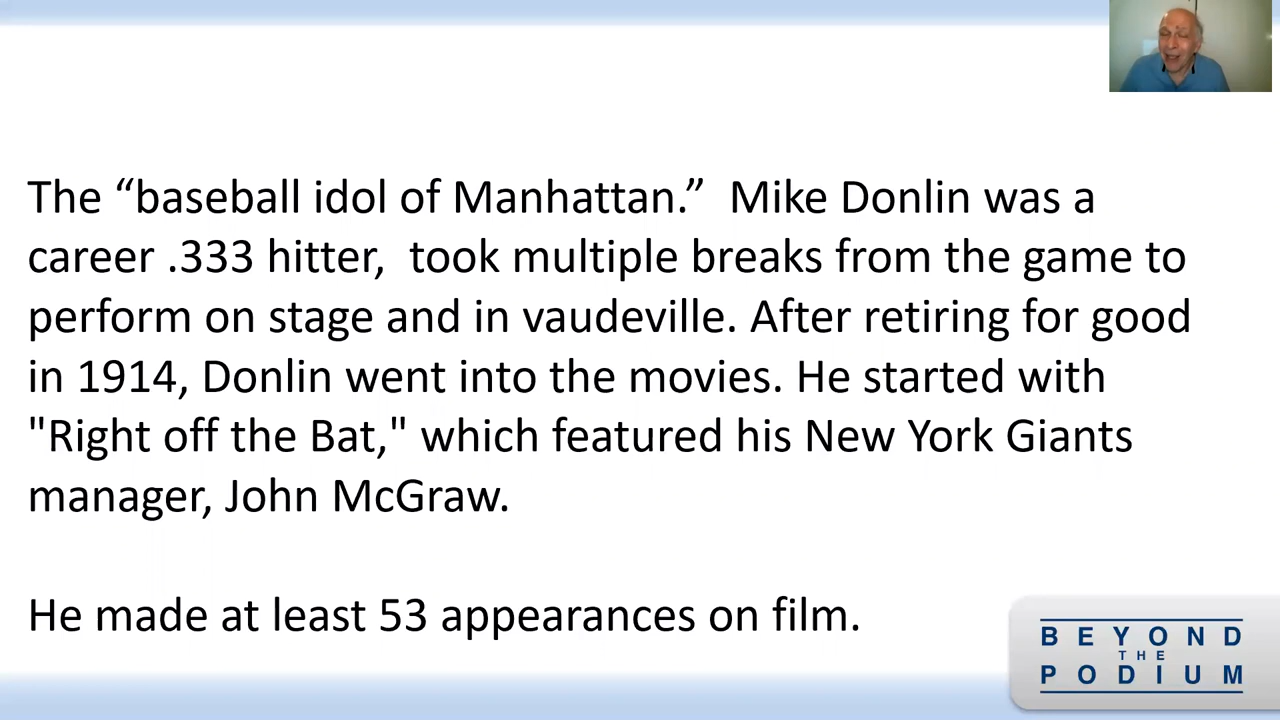 The “baseball idol of Manhattan.”  Mike Donlin was a
career .333 hitter,  took multiple breaks from the game to
perform on stage and in vaudeville. After retiring for good
in 1914, Donlin went into the movies. He started with
"Right off the Bat," which featured his New York Giants
manager, John McGraw.
He made at least 53 appearances on film.
BEYOND
THE
PODIUM